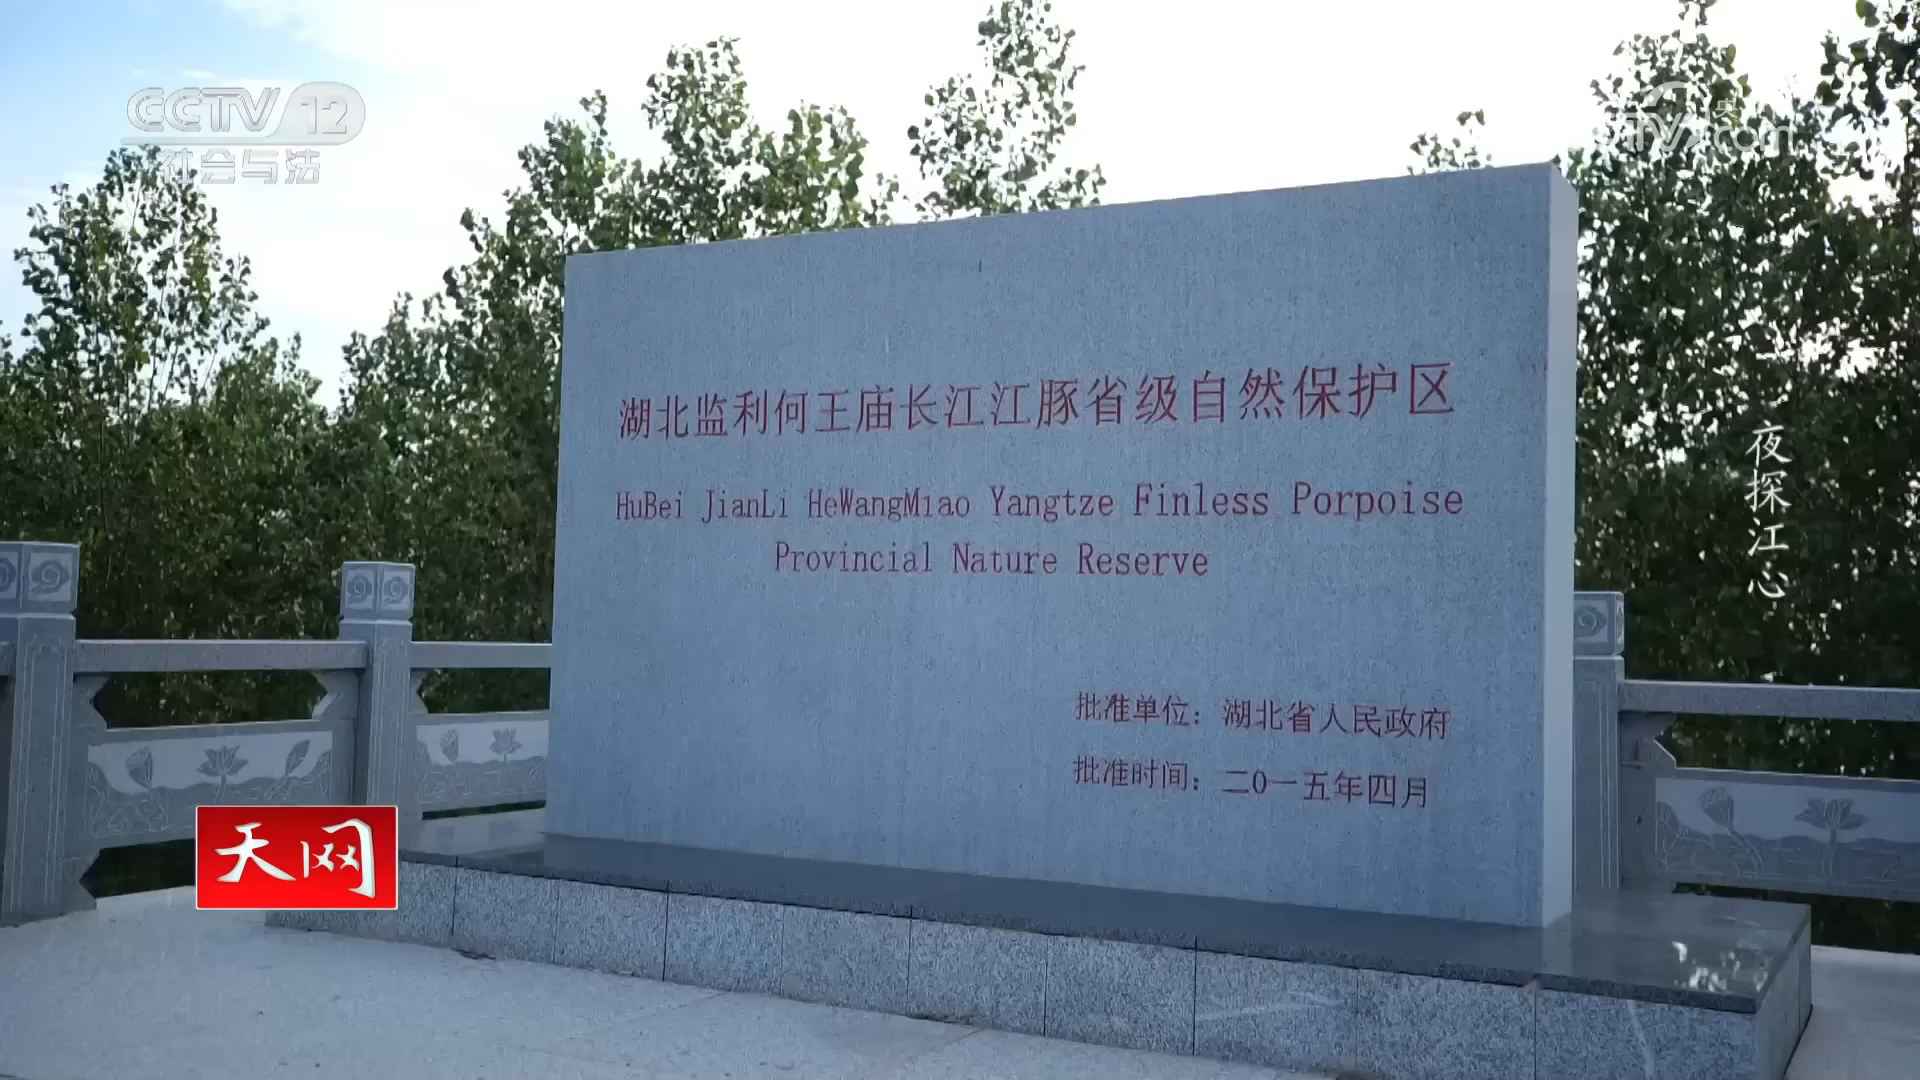 CCTV 12
社会与法
TV.com
湖北监利何王庙长江江豚省级自然保护区
HuBei JianLi HeWangMiao Yangtze Finless Porpoise
Provincial Nature Reserve
批准单位：湖北省人民政府
批准时间：二0一五年四月
夜探江心
天网